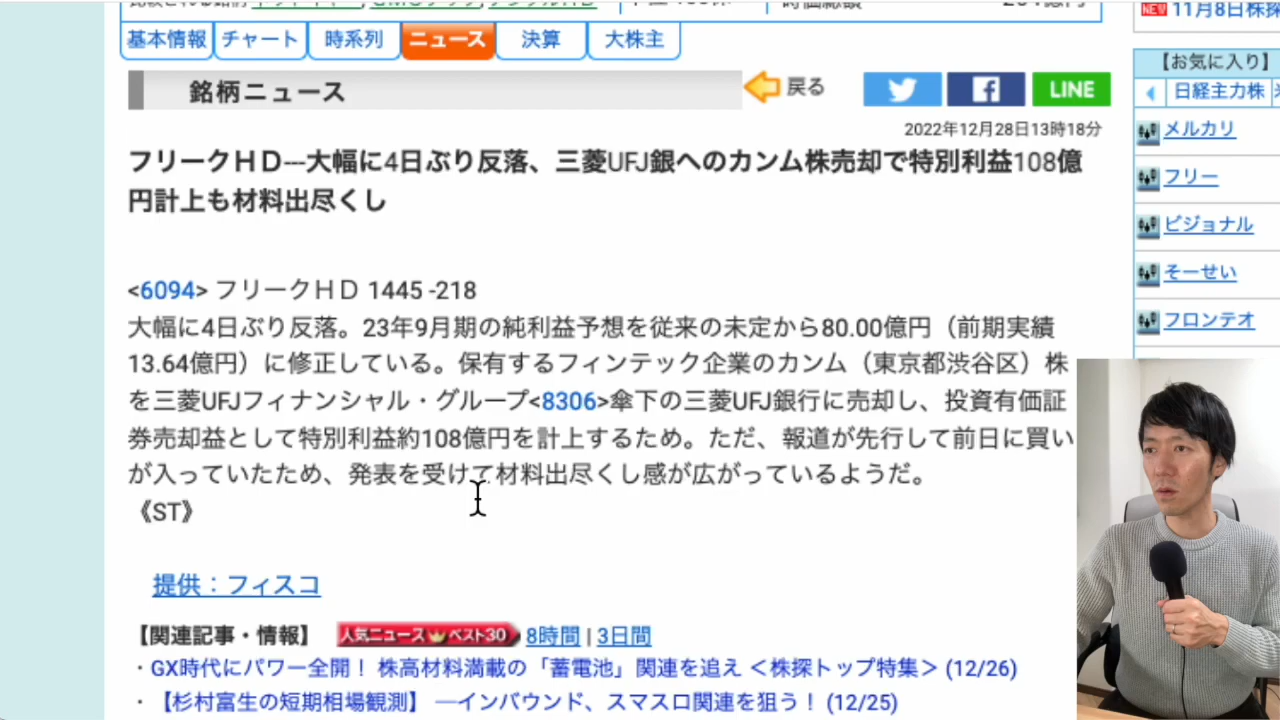 基本情報 チャート 時系列 ニュース 決算 大株主
NEW 11月8日株探
【お気に入り】
日経主力株
銘柄ニュース
戻る
LINE
2022年12月28日13時18分
メルカリ
フリー
ビジョナル
そーせい
フロンテオ
フリークＨＤ---大幅に4日ぶり反落、三菱UFJ銀へのカンム株売却で特別利益108億
円計上も材料出尽くし
<6094> フリークＨＤ 1445 -218
大幅に4日ぶり反落。23年9月期の純利益予想を従来の未定から80.00億円（前期実績
13.64億円）に修正している。保有するフィンテック企業のカンム（東京都渋谷区）株
を三菱UFJフィナンシャル・グループ<8306>傘下の三菱UFJ銀行に売却し、投資有価証
券売却益として特別利益約108億円を計上するため。ただ、報道が先行して前日に買い
が入っていたため、発表を受けて材料出尽くし感が広がっているようだ。
《ST》
提供：フィスコ
【関連記事・情報】 人気ニュース ベスト30 8時間 | 3日間
・GX時代にパワー全開！ 株高材料満載の「蓄電池」関連を追え ＜株探トップ特集＞ (12/26)
・【杉村富生の短期相場観測】 ―インバウンド、スマスロ関連を狙う！ (12/25)